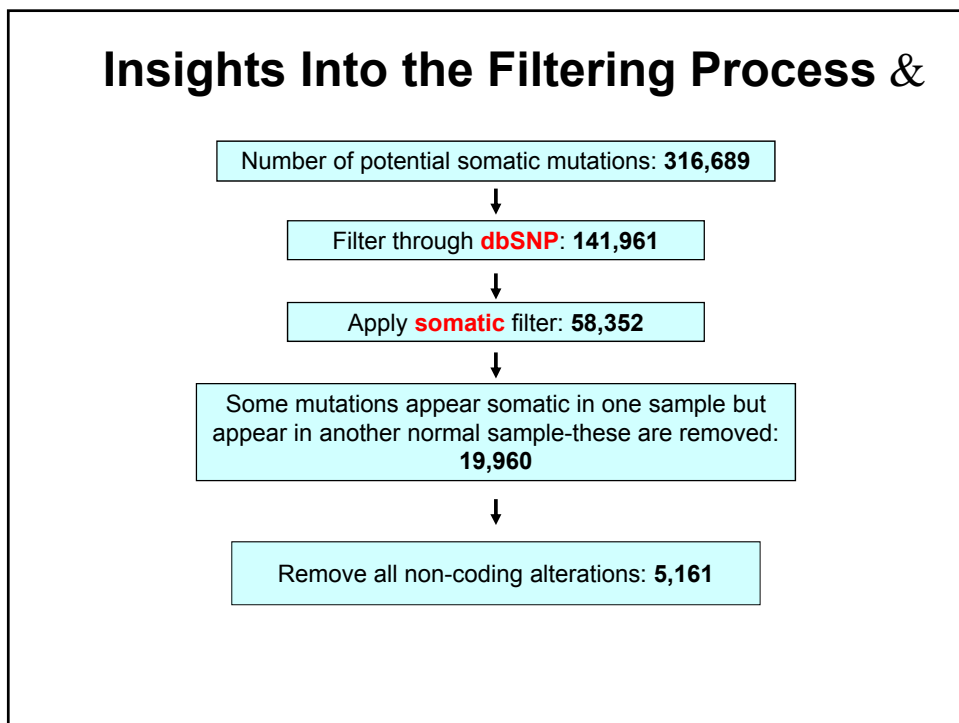 Insights Into the Filtering Process &
Number of potential somatic mutations: 316,689
Filter through dbSNP: 141,961
Apply somatic filter: 58,352
Some mutations appear somatic in one sample but
appear in another normal sample-these are removed:
19,960
Remove all non-coding alterations: 5,161